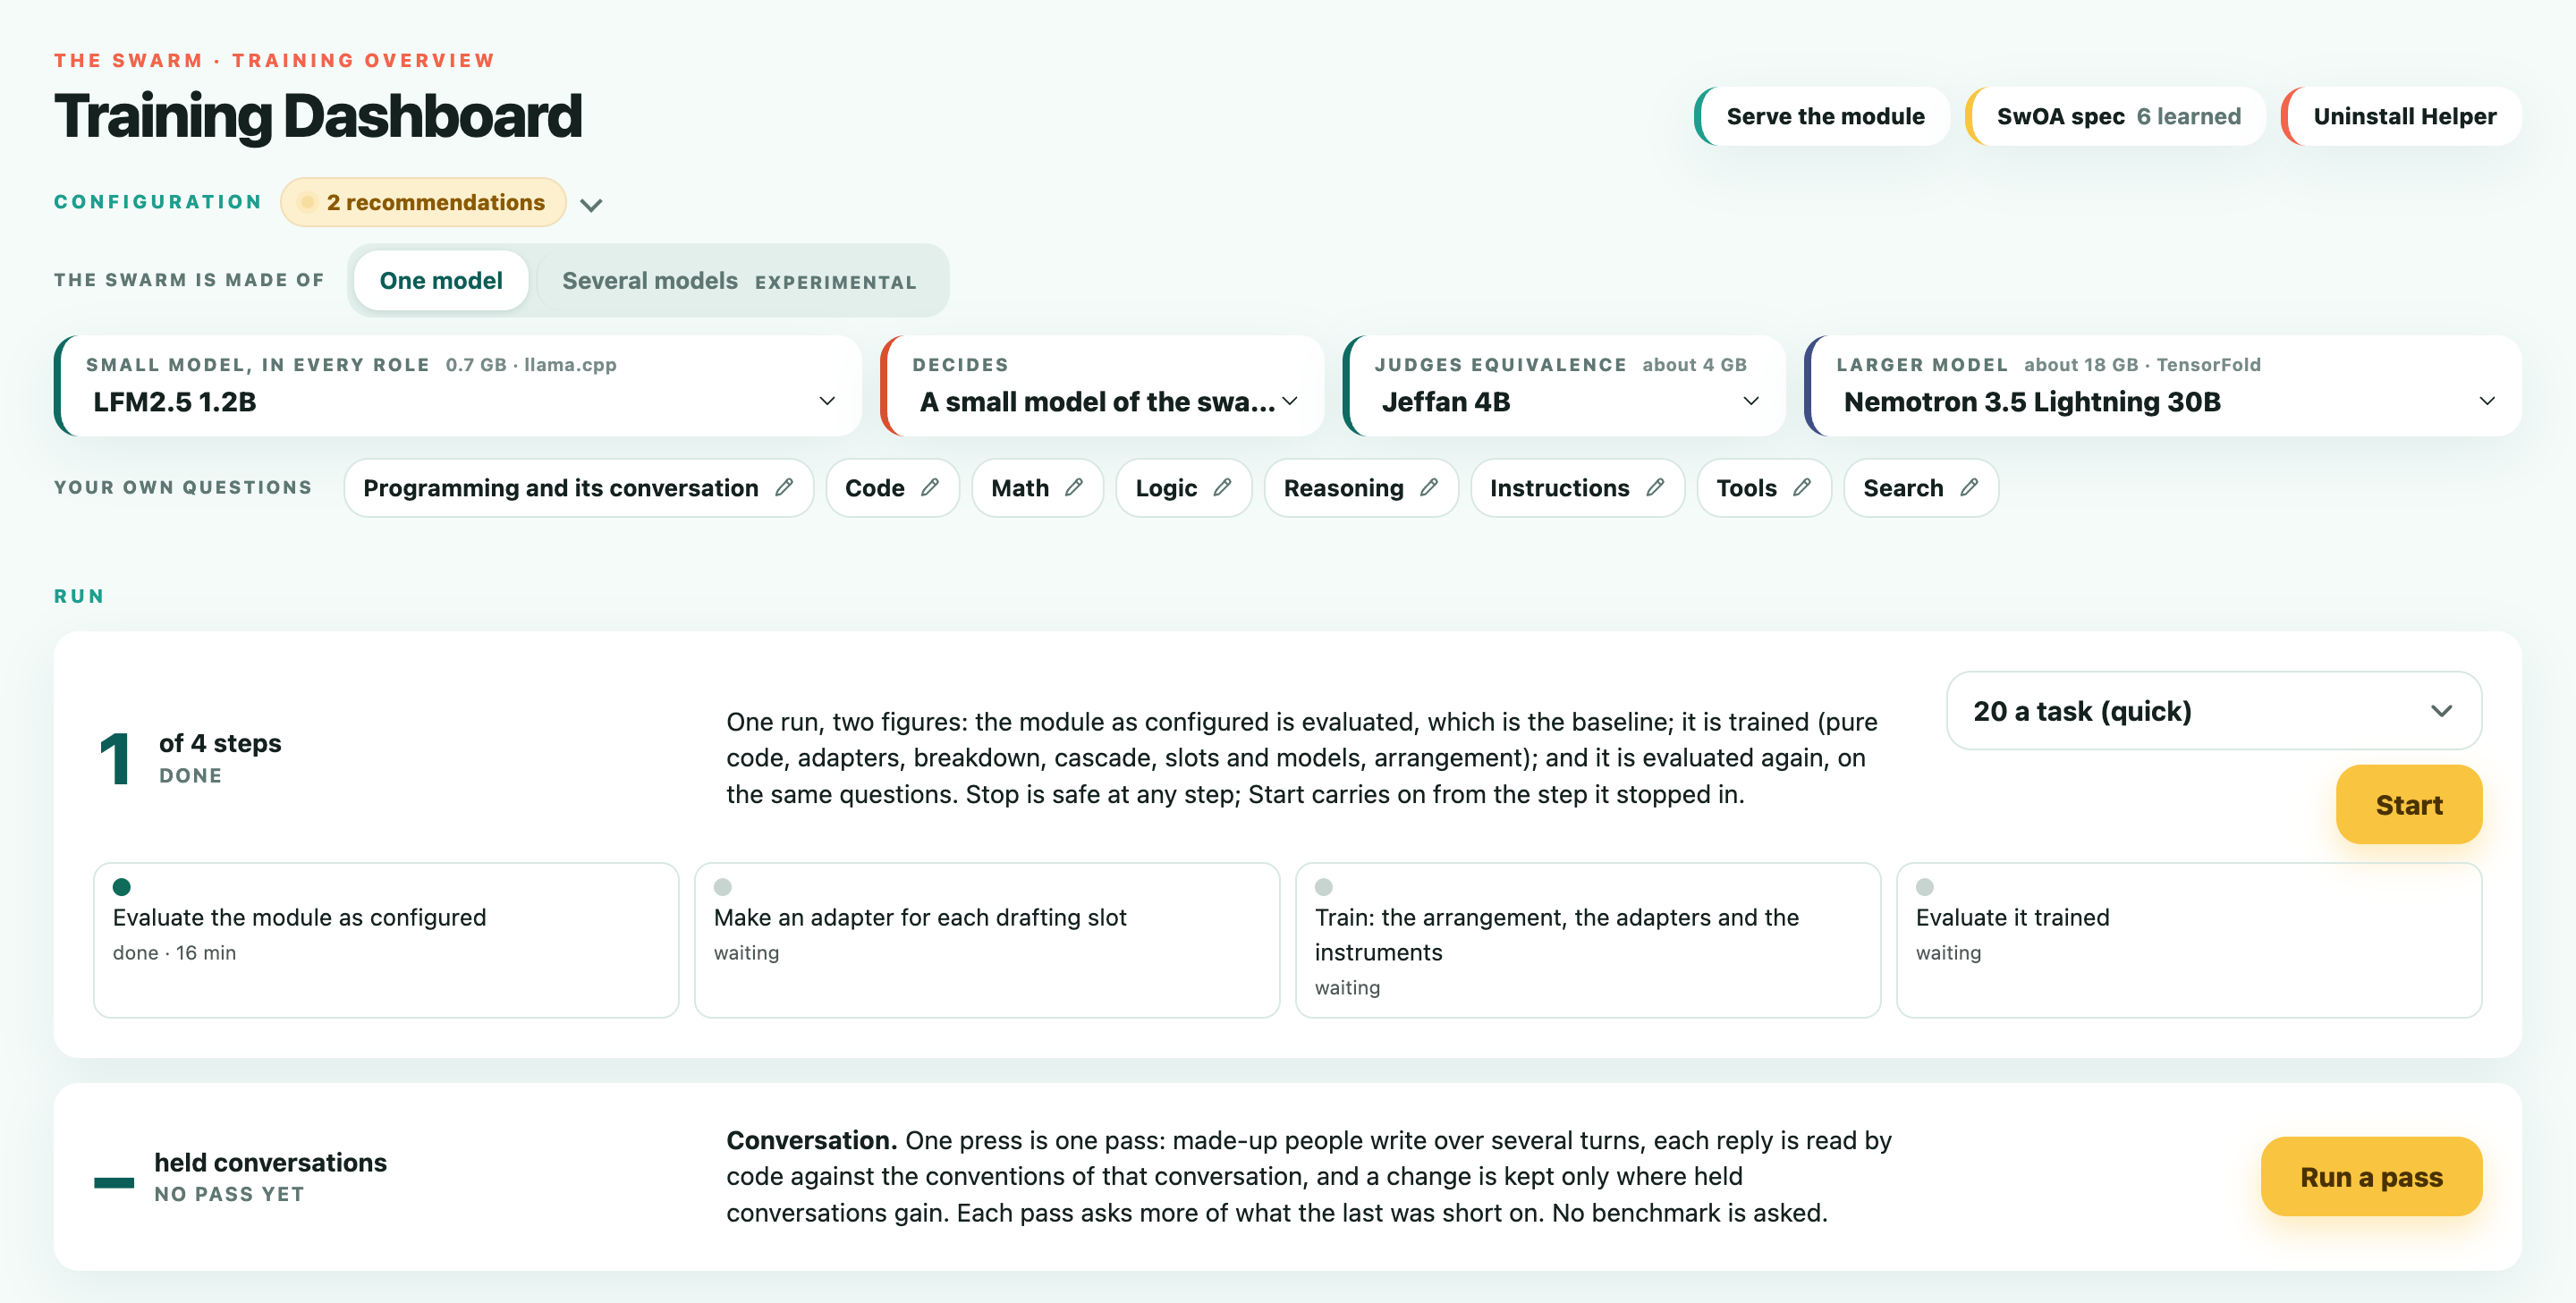 THE SWARM · TRAINING OVERVIEW
Training Dashboard
Serve the module
SwOA spec 6 learned
Uninstall Helper
CONFIGURATION
2 recommendations
THE SWARM IS MADE OF
One model
Several models EXPERIMENTAL
SMALL MODEL, IN EVERY ROLE 0.7 GB · llama.cpp
LFM2.5 1.2B
DECIDES
A small model of the swa...
JUDGES EQUIVALENCE about 4 GB
Jeffan 4B
LARGER MODEL about 18 GB · TensorFold
Nemotron 3.5 Lightning 30B
YOUR OWN QUESTIONS
Programming and its conversation
Code
Math
Logic
Reasoning
Instructions
Tools
Search
RUN
1 of 4 steps
DONE
One run, two figures: the module as configured is evaluated, which is the baseline; it is trained (pure
code, adapters, breakdown, cascade, slots and models, arrangement); and it is evaluated again, on
the same questions. Stop is safe at any step; Start carries on from the step it stopped in.
20 a task (quick)
Start
Evaluate the module as configured
done · 16 min
Make an adapter for each drafting slot
waiting
Train: the arrangement, the adapters and the
instruments
waiting
Evaluate it trained
waiting
– held conversations
NO PASS YET
Conversation. One press is one pass: made-up people write over several turns, each reply is read by
code against the conventions of that conversation, and a change is kept only where held
conversations gain. Each pass asks more of what the last was short on. No benchmark is asked.
Run a pass